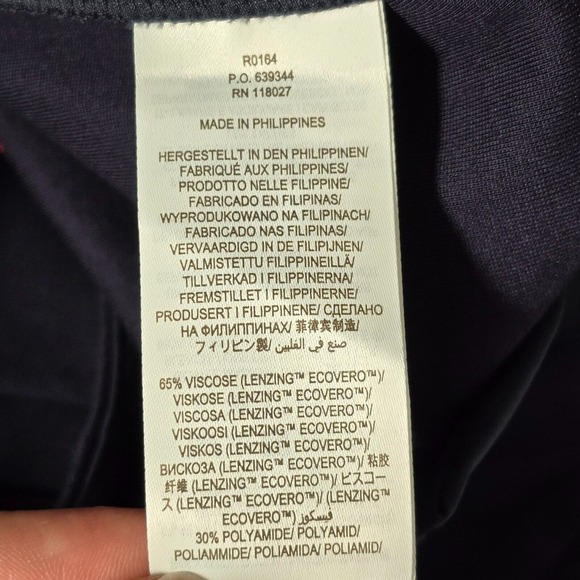 R0164
P.O. 639344
RN 118027
MADE IN PHILIPPINES
HERGESTELLT IN DEN PHILIPPINEN/
FABRIQUÉ AUX PHILIPPINES/
PRODOTTO NELLE FILIPPINE/
FABRICADO EN FILIPINAS/
WYPRODUKOWANO NA FILIPINACH/
FABRICADO NAS FILIPINAS/
VERVAARDIGD IN DE FILIPIJNEN/
VALMISTETTU FILIPPIINEILLÄ/
TILLVERKAD I FILIPPINERNA/
FREMSTILLET I FILIPPINERNE/
PRODUSERT I FILIPPINENE/ СДЕЛАНО
НА ФИЛИППИНАХ/ 菲律宾制造/
フィリピン製/ صنع في الفلبين
65% VISCOSE (LENZING™ ECOVERO™)/
VISKOSE (LENZING™ ECOVERO™)/
VISCOSA (LENZING™ ECOVERO™)/
VISKOOSI (LENZING™ ECOVERO™)/
VISKOS (LENZING™ ECOVERO™)/
ВИСКОЗА (LENZING™ ECOVERO™)/ 粘胶
纤维 (LENZING™ ECOVERO™)/ ビスコー
ス (LENZING™ ECOVERO™)/ (LENZING™
ECOVERO™) فيسكوز/
30% POLYAMIDE/ POLYAMID/
POLIAMMIDE/ POLIAMIDA/ POLIAMID/